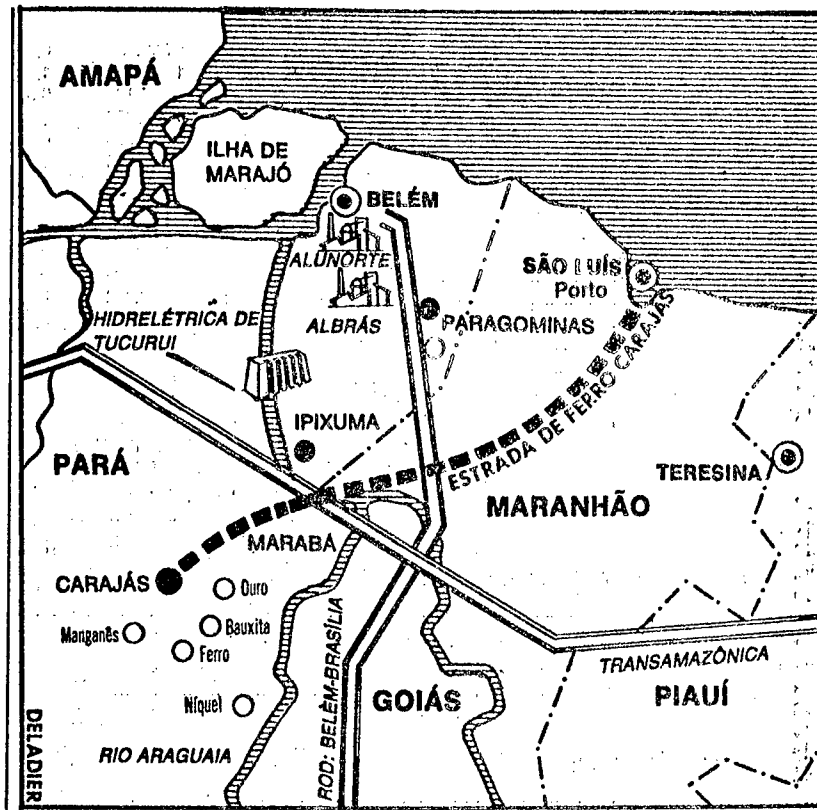 AMAPÁ
ILHA DE
MARAJÓ
BELÉM
ALUNORTE
SÃO LUÍS
Porto
HIDRELÉTRICA DE
TUCURUI
ALBRÁS
PARAGOMINAS
ESTRADA DE FERRO CARAJÁS
IPIXUMA
PARÁ
TERESINA
MARANHÃO
MARABÁ
CARAJÁS
Ouro
Manganês
Bauxita
Ferro
TRANSAMAZÔNICA
Níquel
GOIÁS
PIAUÍ
ROD: BELÉM-BRASÍLIA
RIO ARAGUAIA
DELADIER